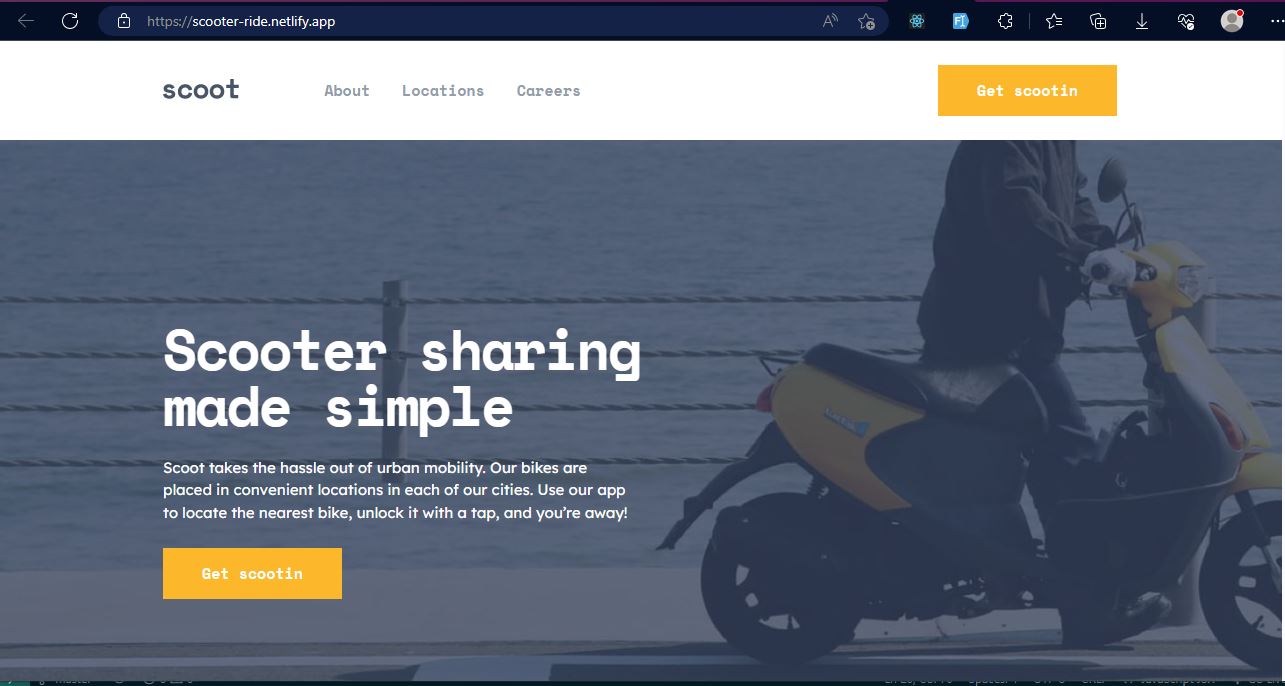 https://scooter-ride.netlify.app
scoot
About
Locations
Careers
Get scootin
Scooter sharing
made simple
Scoot takes the hassle out of urban mobility. Our bikes are
placed in convenient locations in each of our cities. Use our app
to locate the nearest bike, unlock it with a tap, and you’re away!
Get scootin